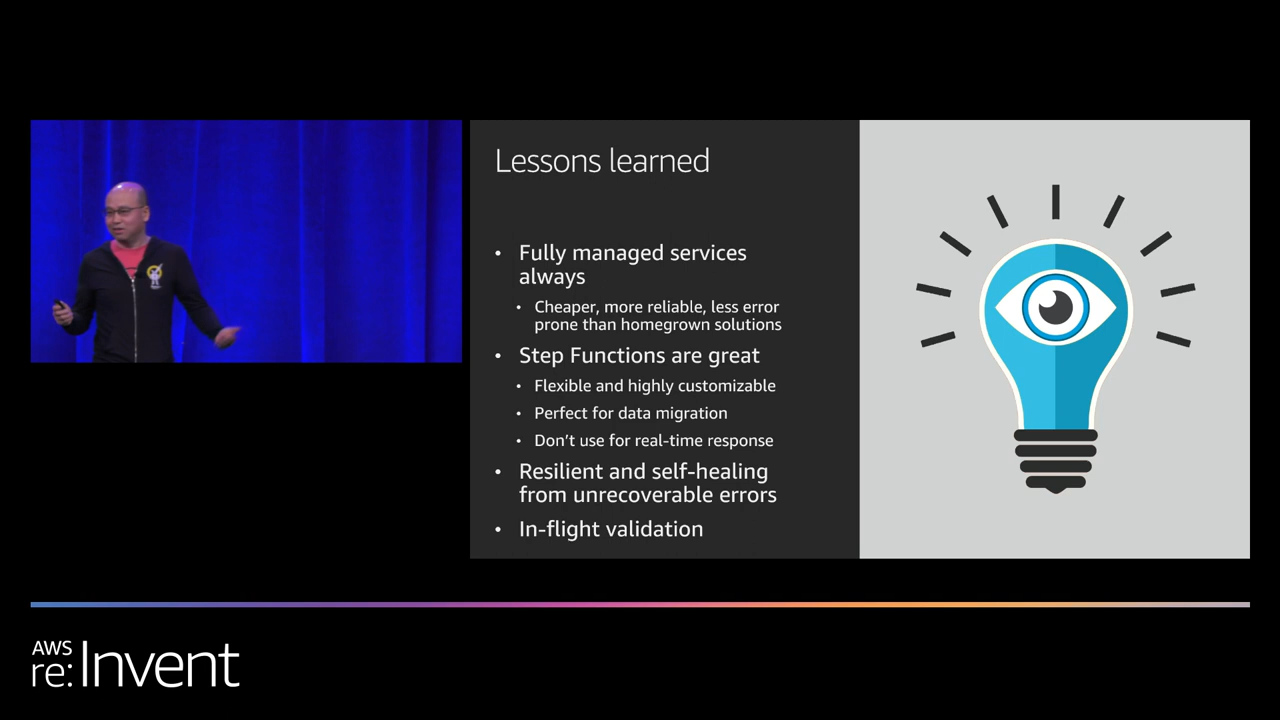 Lessons learned
• Fully managed services
always
• Cheaper, more reliable, less error
prone than homegrown solutions
• Step Functions are great
• Flexible and highly customizable
• Perfect for data migration
• Don't use for real-time response
• Resilient and self-healing
from unrecoverable errors
• In-flight validation
AWS
re:Invent